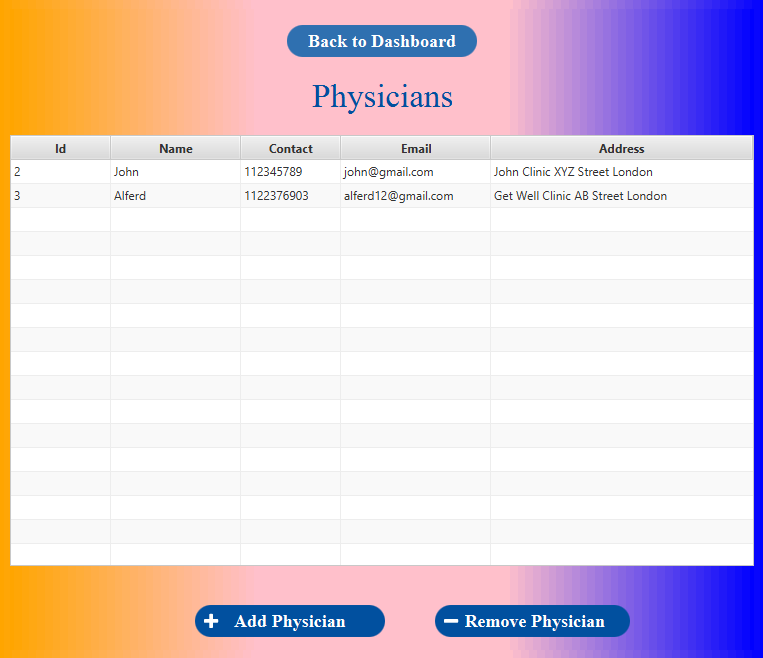 Back to Dashboard
Physicians
Id Name Contact Email Address
2 John 112345789 john@gmail.com John Clinic XYZ Street London
3 Alferd 1122376903 alferd12@gmail.com Get Well Clinic AB Street London
Add Physician Remove Physician